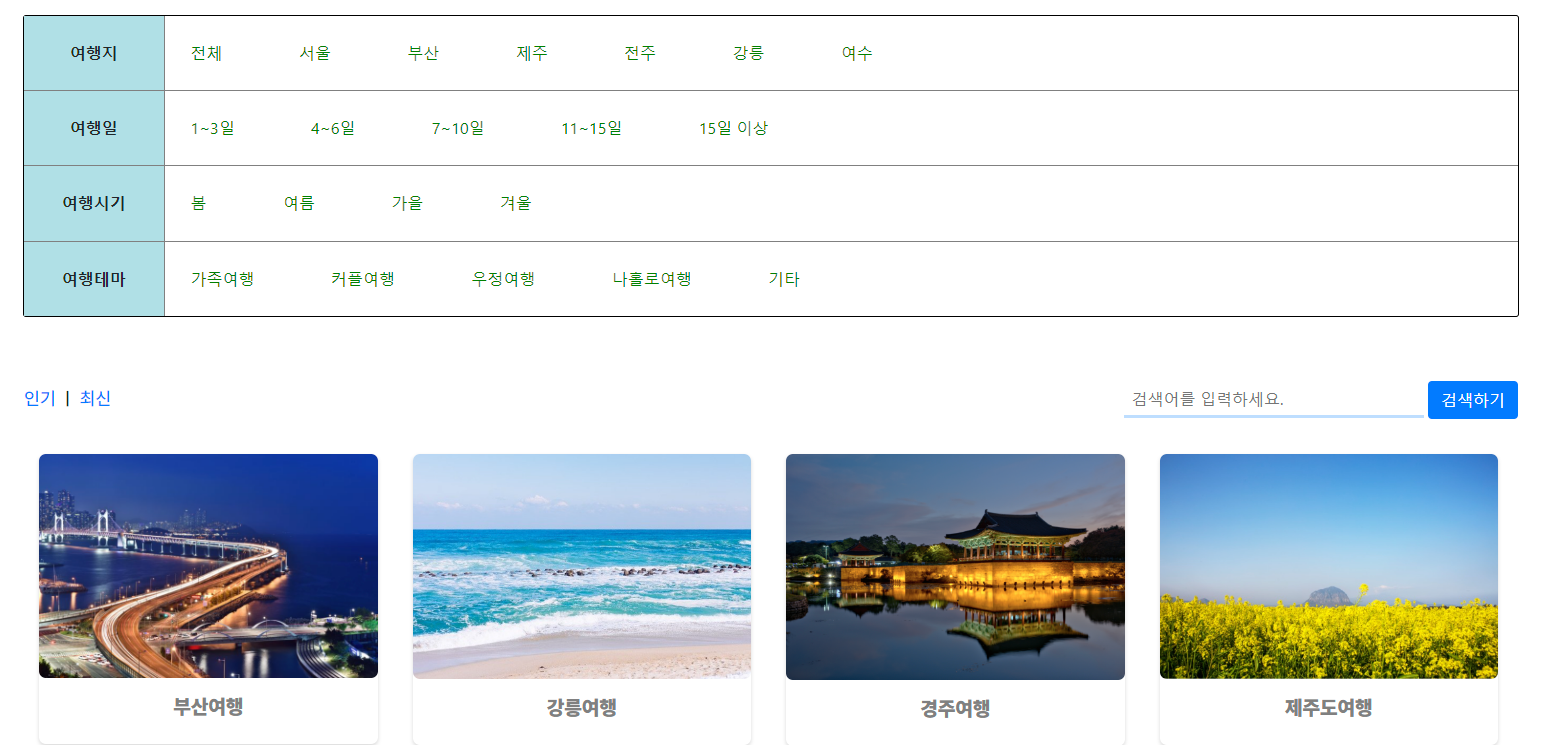 여행지 전체 서울 부산 제주 전주 강릉 여수
여행일 1~3일 4~6일 7~10일 11~15일 15일 이상
여행시기 봄 여름 가을 겨울
여행테마 가족여행 커플여행 우정여행 나홀로여행 기타
인기 | 최신 검색어를 입력하세요. 검색하기
부산여행 강릉여행 경주여행 제주도여행